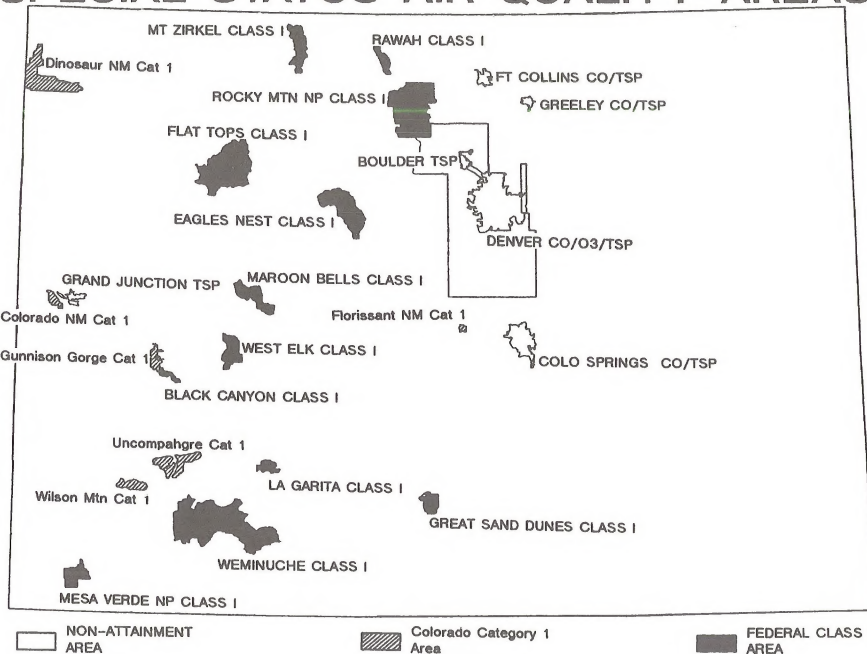 SPECIAL STATUS AIR QUALITY AREAS
MT ZIRKEL CLASS I
RAWAH CLASS I
Dinosaur NM Cat 1
FT COLLINS CO/TSP
ROCKY MTN NP CLASS I
GREELEY CO/TSP
FLAT TOPS CLASS I
BOULDER TSP
EAGLES NEST CLASS I
DENVER CO/O3/TSP
GRAND JUNCTION TSP
MAROON BELLS CLASS I
Colorado NM Cat 1
Florissant NM Cat 1
Gunnison Gorge Cat 1
WEST ELK CLASS I
COLO SPRINGS CO/TSP
BLACK CANYON CLASS I
Uncompahgre Cat 1
Wilson Mtn Cat 1
LA GARITA CLASS I
GREAT SAND DUNES CLASS I
WEMINUCHE CLASS I
MESA VERDE NP CLASS I
NON-ATTAINMENT
AREA
Colorado Category 1
Area
FEDERAL CLASS
AREA